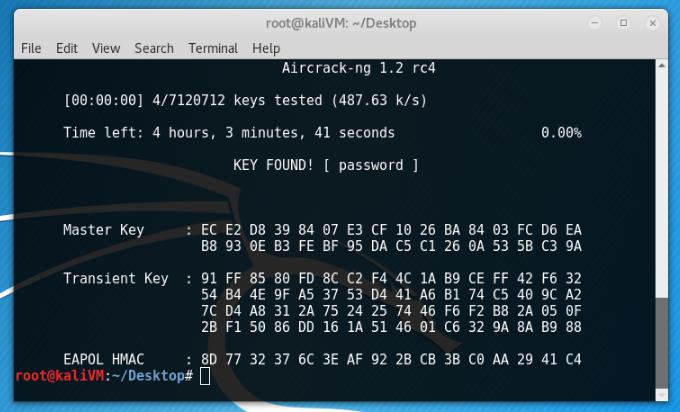 root@kaliVM: ~/Desktop
File Edit View Search Terminal Help
Aircrack-ng 1.2 rc4
[00:00:00] 4/7120712 keys tested (487.63 k/s)
Time left: 4 hours, 3 minutes, 41 seconds 0.00%
KEY FOUND! [ password ]
Master Key : EC E2 D8 39 84 07 E3 CF 10 26 BA 84 03 FC D6 EA
B8 93 0E B3 FE BF 95 DA C5 C1 26 0A 53 5B C3 9A
Transient Key : 91 FF 85 80 FD 8C C2 F4 4C 1A B9 CE FF 42 F6 32
54 B4 4E 9F A5 37 53 D4 41 A6 B1 74 C5 40 9C A2
7C D4 A8 31 2A 75 24 25 74 46 F6 F2 B8 2A 05 0F
2B F1 50 86 DD 16 1A 51 46 01 C6 32 9A 8A B9 88
EAPOL HMAC : 8D 77 32 37 6C 3E AF 92 2B CB 3B C0 AA 29 41 C4
root@kaliVM:~/Desktop#